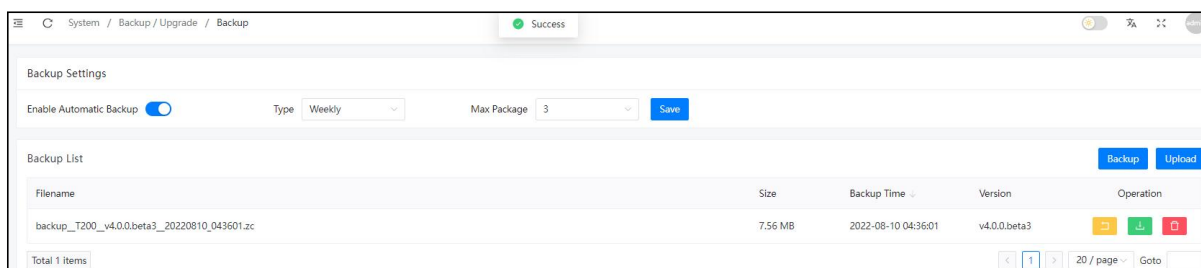 System / Backup / Upgrade / Backup
Success
Backup Settings
Enable Automatic Backup Type Weekly Max Package 3 Save
Backup List Backup Upload
Filename Size Backup Time Version Operation
backup__T200__v4.0.0.beta3__20220810_043601.zc 7.56 MB 2022-08-10 04:36:01 v4.0.0.beta3
Total 1 items < 1 > 20 / page Goto